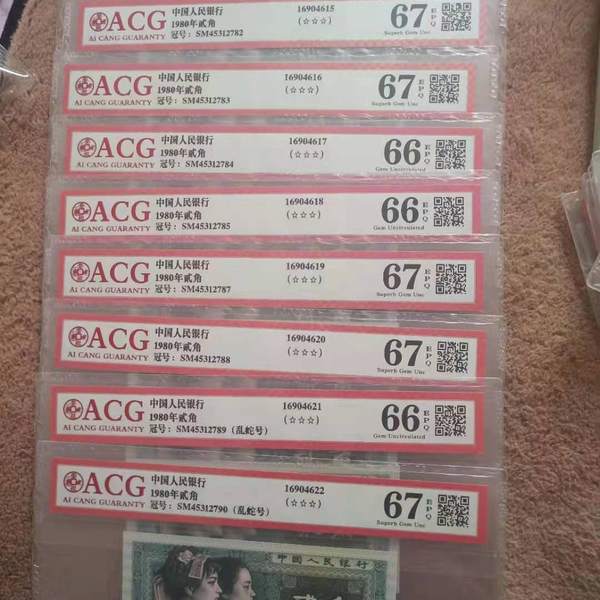 ACG 中国人民银行 16904615 67 EPQ
1980年贰角 (☆☆☆)
AI CANG GUARANTY 冠号: SM45312782 Superb Gem Unc
ACG 中国人民银行 16904616 67 EPQ
1980年贰角 (☆☆☆)
AI CANG GUARANTY 冠号: SM45312783 Superb Gem Unc
ACG 中国人民银行 16904617 66 EPQ
1980年贰角 (☆☆☆)
AI CANG GUARANTY 冠号: SM45312784 Gem Uncirculated
ACG 中国人民银行 16904618 66 EPQ
1980年贰角 (☆☆☆)
AI CANG GUARANTY 冠号: SM45312785 Gem Uncirculated
ACG 中国人民银行 16904619 67 EPQ
1980年贰角 (☆☆☆)
AI CANG GUARANTY 冠号: SM45312787 Superb Gem Unc
ACG 中国人民银行 16904620 67 EPQ
1980年贰角 (☆☆☆)
AI CANG GUARANTY 冠号: SM45312788 Superb Gem Unc
ACG 中国人民银行 16904621 66 EPQ
1980年贰角 (☆☆☆)
AI CANG GUARANTY 冠号: SM45312789 (乱蛇号) Gem Uncirculated
ACG 中国人民银行 16904622 67 EPQ
1980年贰角 (☆☆☆)
AI CANG GUARANTY 冠号: SM45312790 (乱蛇号) Superb Gem Unc
中国人民银行